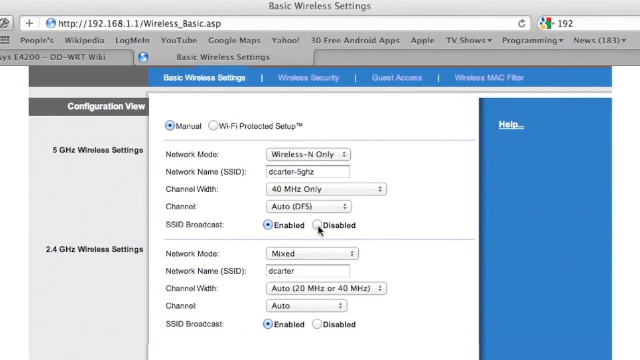 Basic Wireless Settings
http://192.168.1.1/Wireless_Basic.asp
192
People's Wikipedia LogMeIn YouTube Google Maps 30 Free Android Apps Apple TV Shows Programming News (183)
sys E4200 – DD-WRT Wiki Basic Wireless Settings
Basic Wireless Settings | Wireless Security | Guest Access | Wireless MAC Filter
Configuration View
Manual Wi-Fi Protected Setup™
Help...
5 GHz Wireless Settings
Network Mode: Wireless-N Only
Network Name (SSID): dcarter-5ghz
Channel Width: 40 MHz Only
Channel: Auto (DFS)
SSID Broadcast: Enabled Disabled
2.4 GHz Wireless Settings
Network Mode: Mixed
Network Name (SSID): dcarter
Channel Width: Auto (20 MHz or 40 MHz)
Channel: Auto
SSID Broadcast: Enabled Disabled